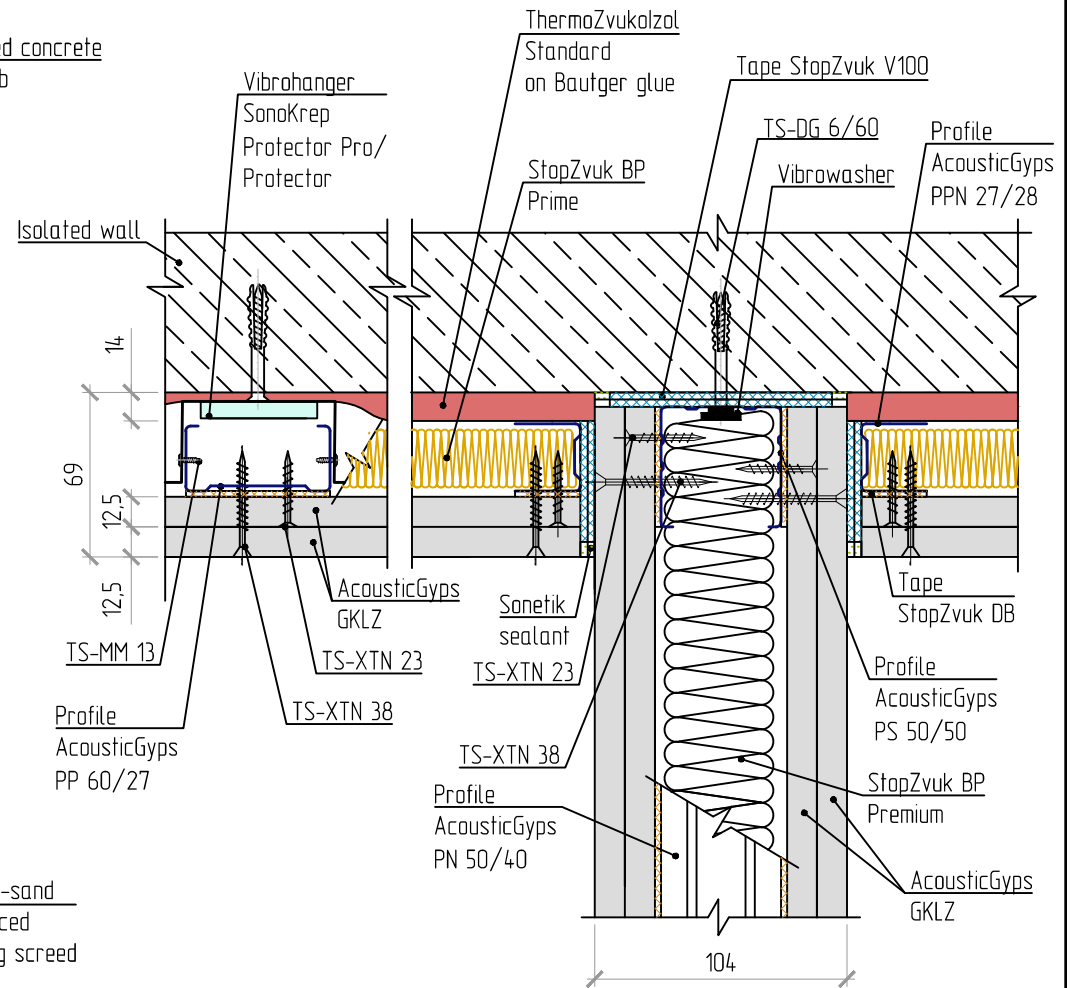 ThermoZvukoIzol
Standard
on Bautger glue
concrete
Vibrohanger
SonoKrep
Protector Pro/
Protector
Tape StopZvuk V100
TS-DG 6/60
Vibrowasher
Profile
AcousticGyps
PPN 27/28
StopZvuk BP
Prime
Isolated wall
14
69
12,5
12,5
AcousticGyps
GKLZ
TS-MM 13
TS-XTN 23
TS-XTN 38
Profile
AcousticGyps
PP 60/27
Sonetik
sealant
TS-XTN 23
TS-XTN 38
Profile
AcousticGyps
PN 50/40
Tape
StopZvuk DB
Profile
AcousticGyps
PS 50/50
StopZvuk BP
Premium
AcousticGyps
GKLZ
-sand
screed
104